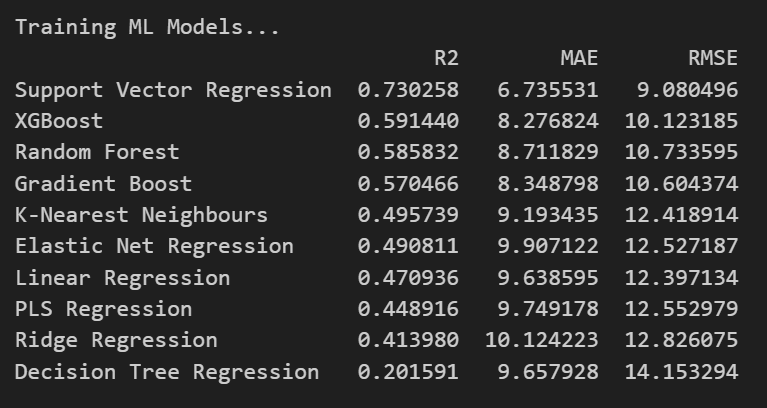 Training ML Models...
R2 MAE RMSE
Support Vector Regression 0.730258 6.735531 9.080496
XGBoost 0.591440 8.276824 10.123185
Random Forest 0.585832 8.711829 10.733595
Gradient Boost 0.570466 8.348798 10.604374
K-Nearest Neighbours 0.495739 9.193435 12.418914
Elastic Net Regression 0.490811 9.907122 12.527187
Linear Regression 0.470936 9.638595 12.397134
PLS Regression 0.448916 9.749178 12.552979
Ridge Regression 0.413980 10.124223 12.826075
Decision Tree Regression 0.201591 9.657928 14.153294